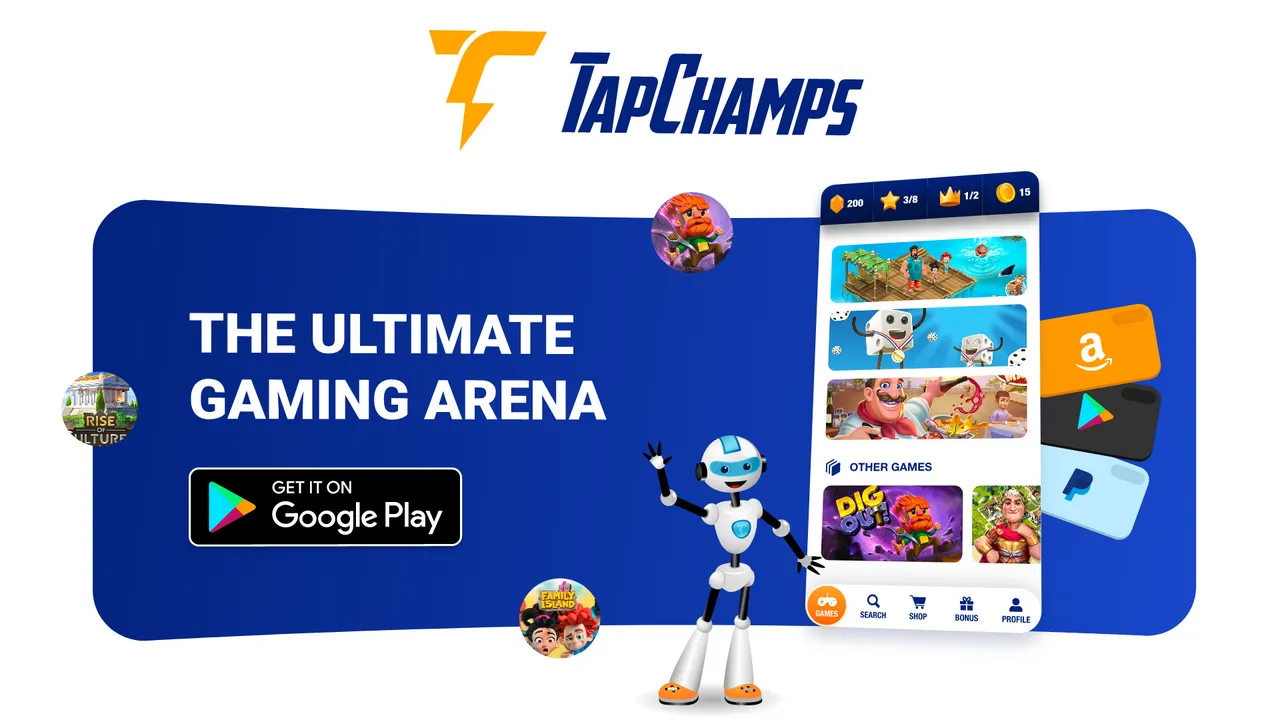 TAPCHAMPS
200
3/8
1/2
15
THE ULTIMATE
GAMING ARENA
RISE
OF
GET IT ON
Google Play
a
OTHER GAMES
DIG
OUT!
FAMILY
ISLAND
GAMES
SEARCH
SHOP
BONUS
PROFILE